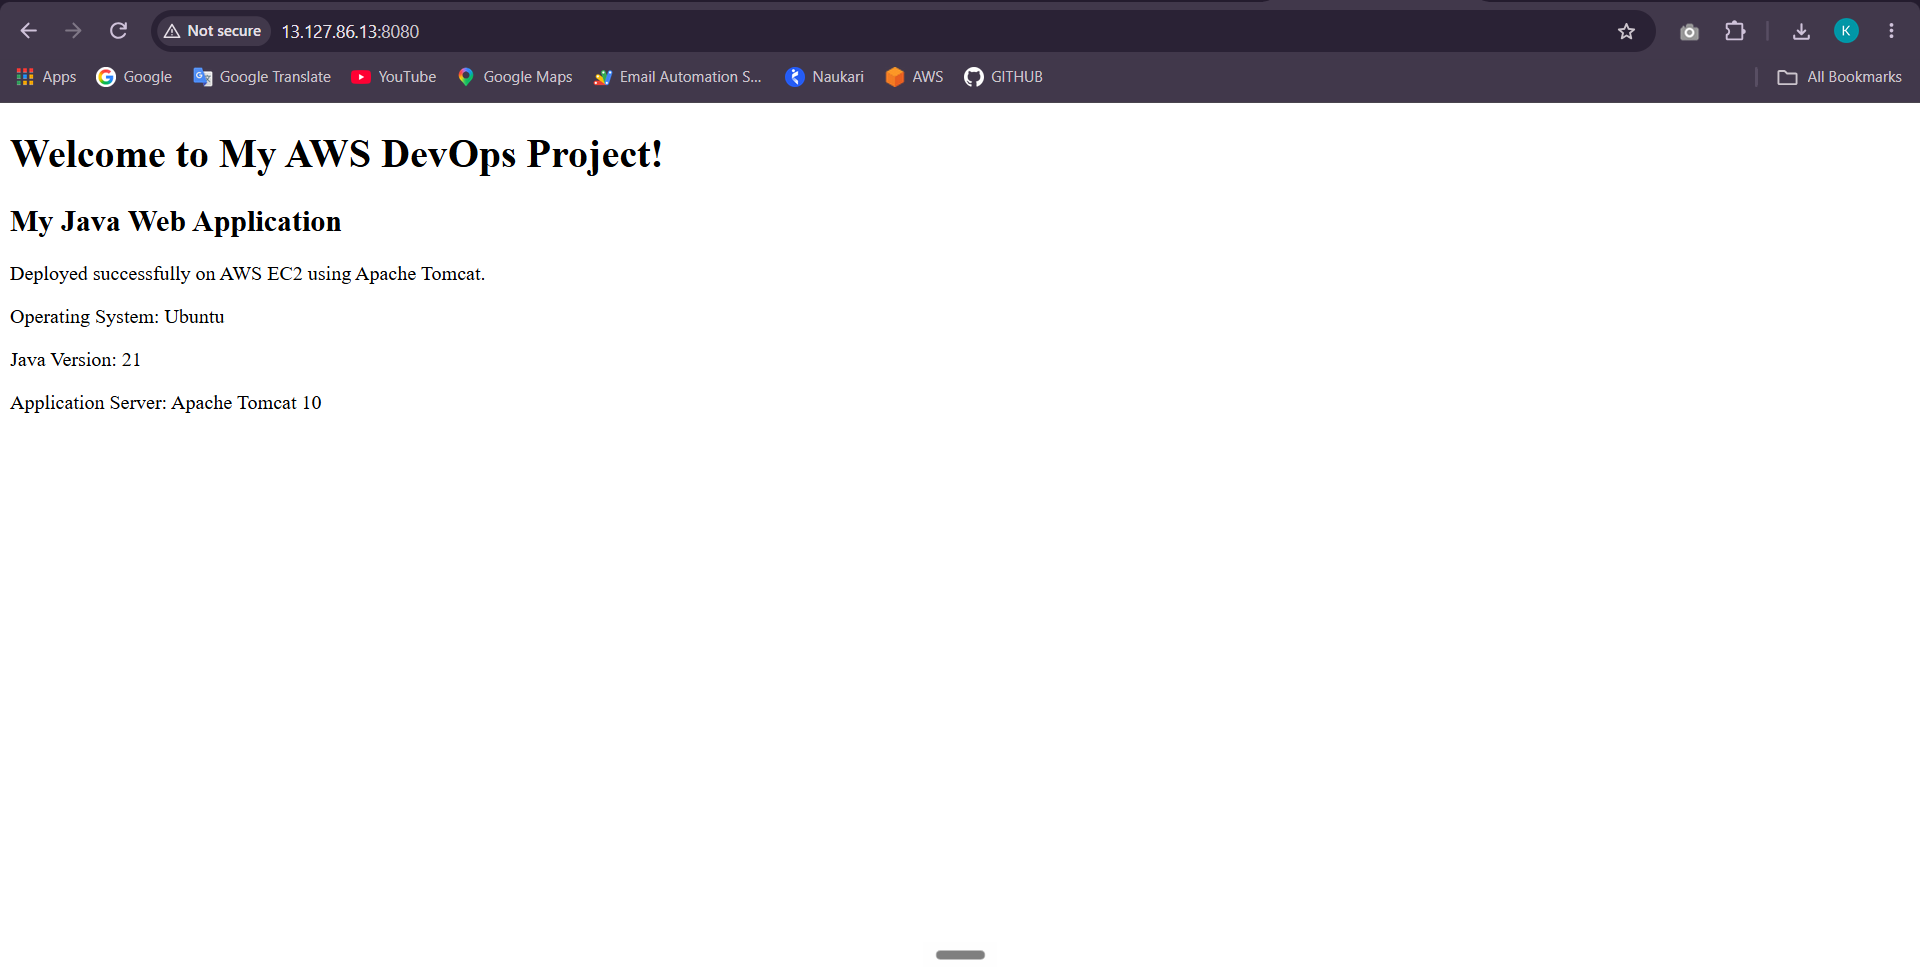 Not secure 13.127.86.13:8080 K
Apps Google Google Translate YouTube Google Maps Email Automation S... Naukari AWS GITHUB All Bookmarks
Welcome to My AWS DevOps Project!
My Java Web Application
Deployed successfully on AWS EC2 using Apache Tomcat.
Operating System: Ubuntu
Java Version: 21
Application Server: Apache Tomcat 10